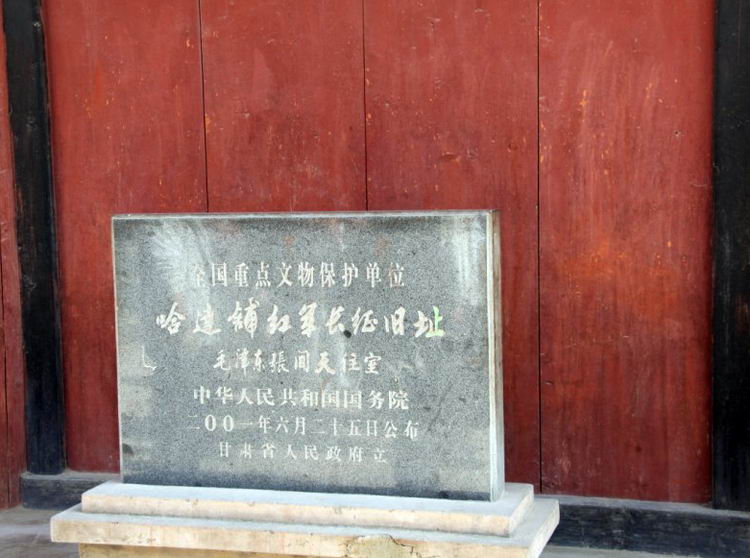 全国重点文物保护单位
哈达铺红军长征旧址
毛泽东張闻天住室
中华人民共和国国务院
二00一年六月二十五日公布
甘肃省人民政府立